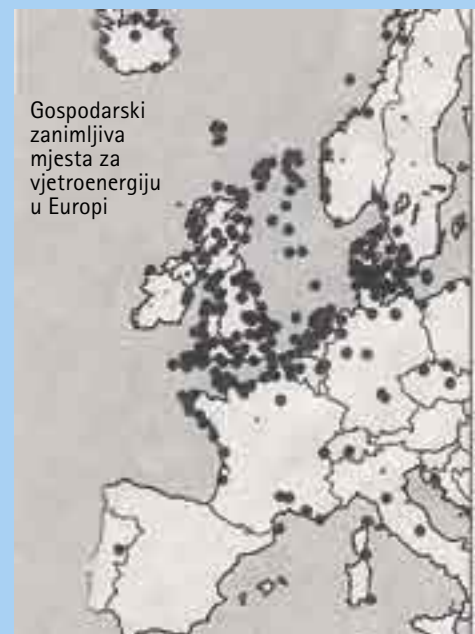 Gospodarski
zanimljiva
mjesta za
vjetroenergiju
u Europi